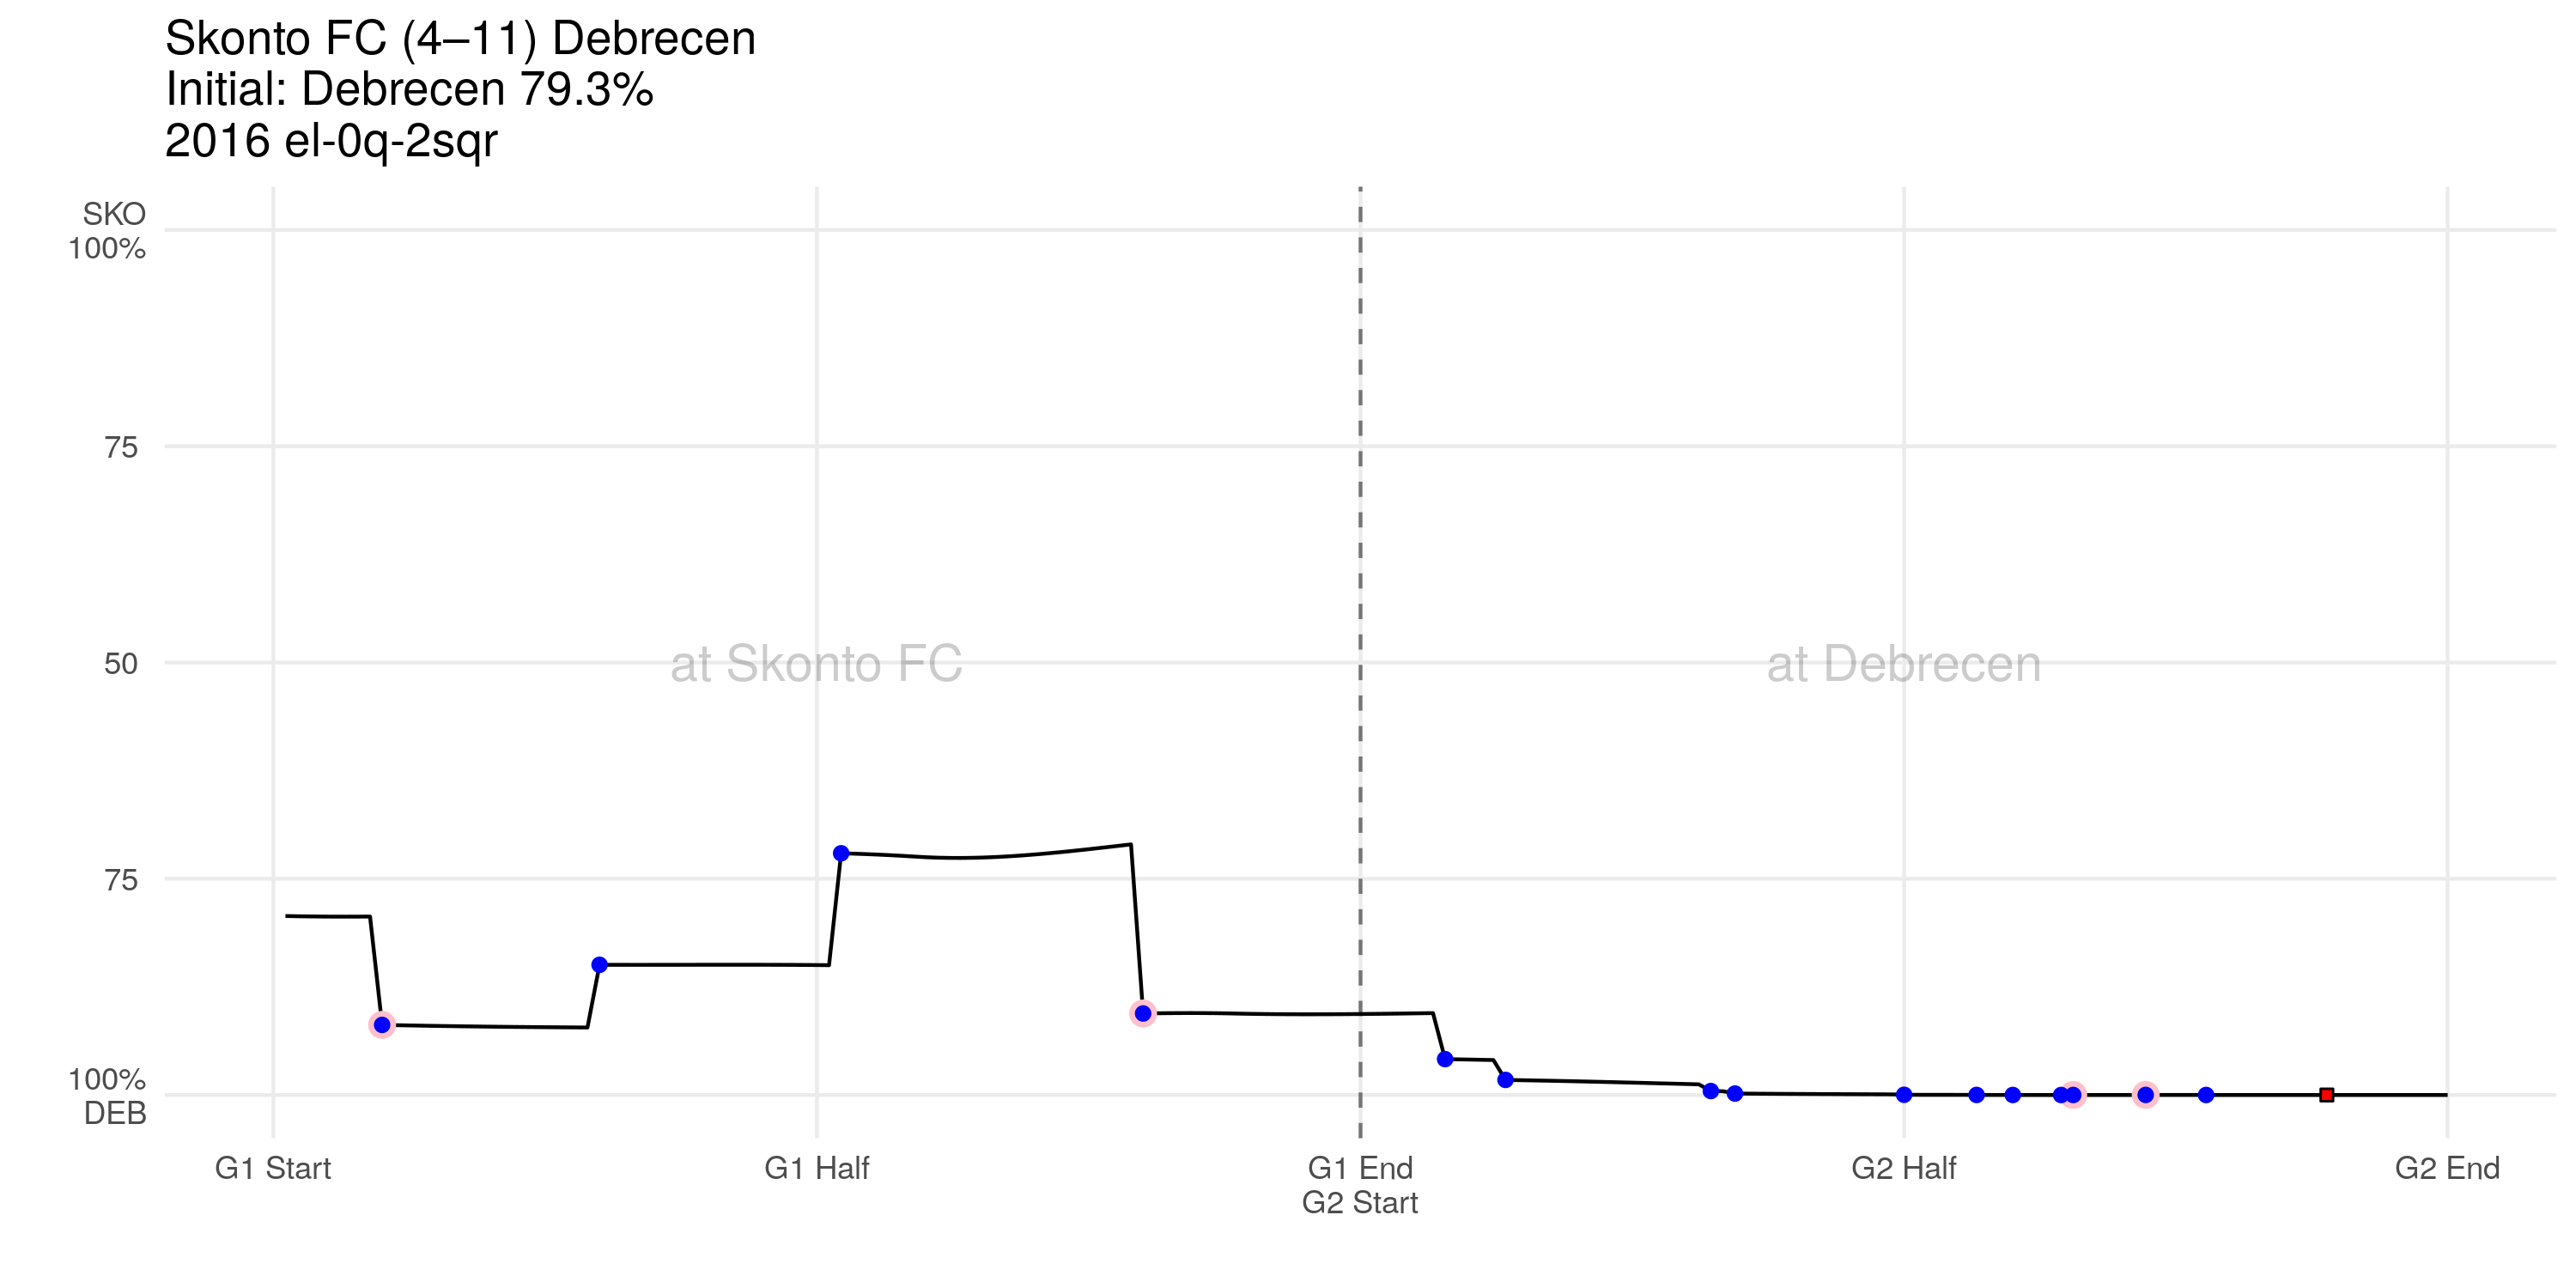 Skonto FC (4–11) Debrecen
Initial: Debrecen 79.3%
2016 el-0q-2sqr
SKO
100%
75
50
at Skonto FC
at Debrecen
75
100%
DEB
G1 Start
G1 Half
G1 End
G2 Start
G2 Half
G2 End